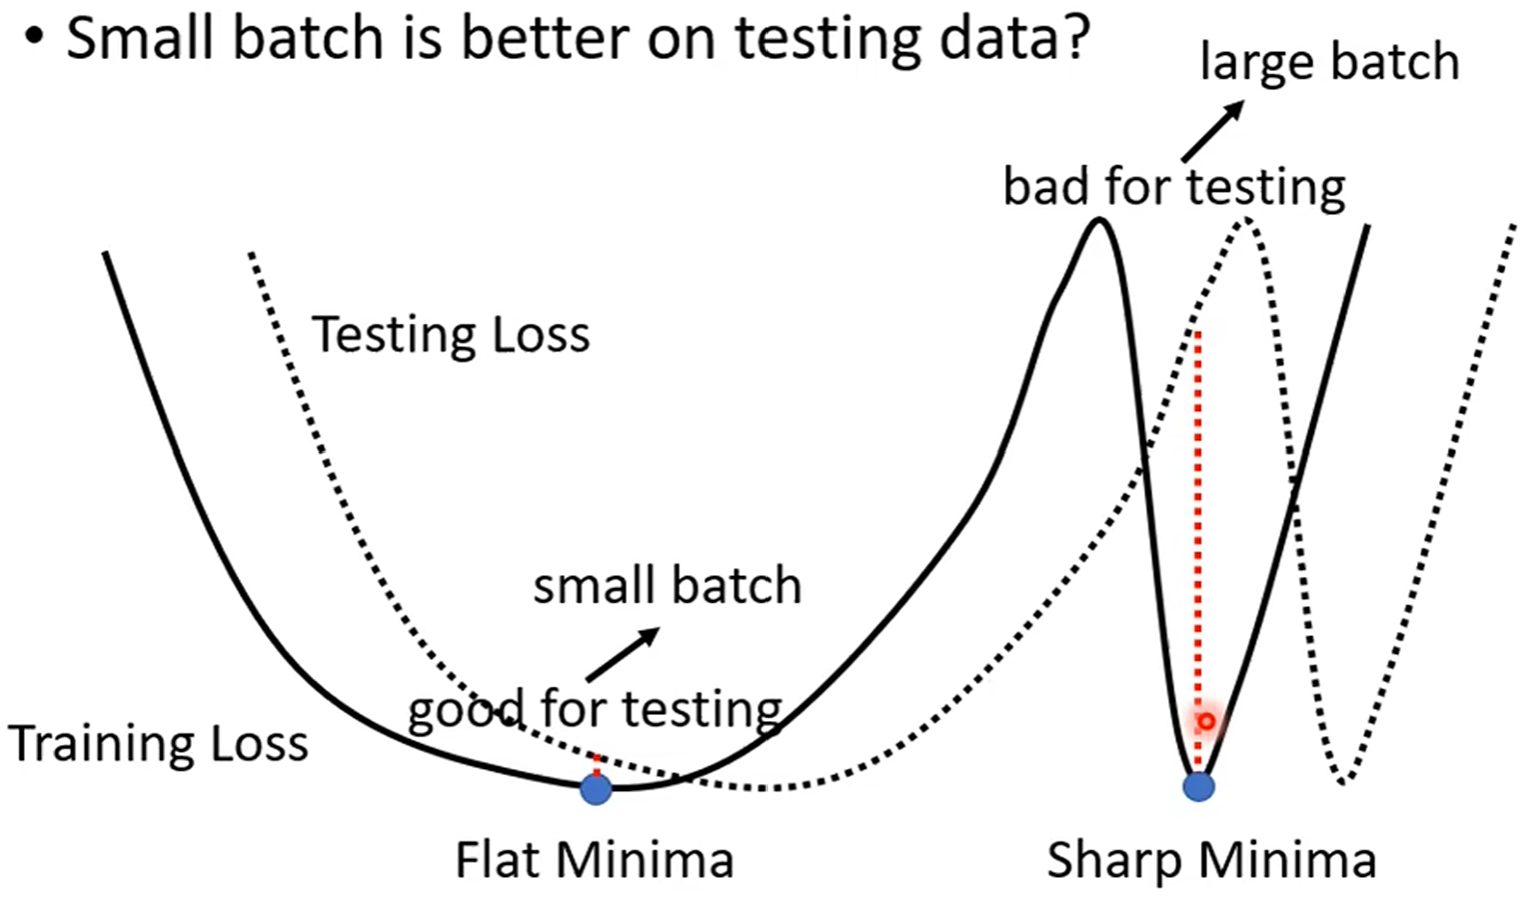 • Small batch is better on testing data?
large batch
bad for testing
Testing Loss
small batch
good for testing
Training Loss
Flat Minima
Sharp Minima